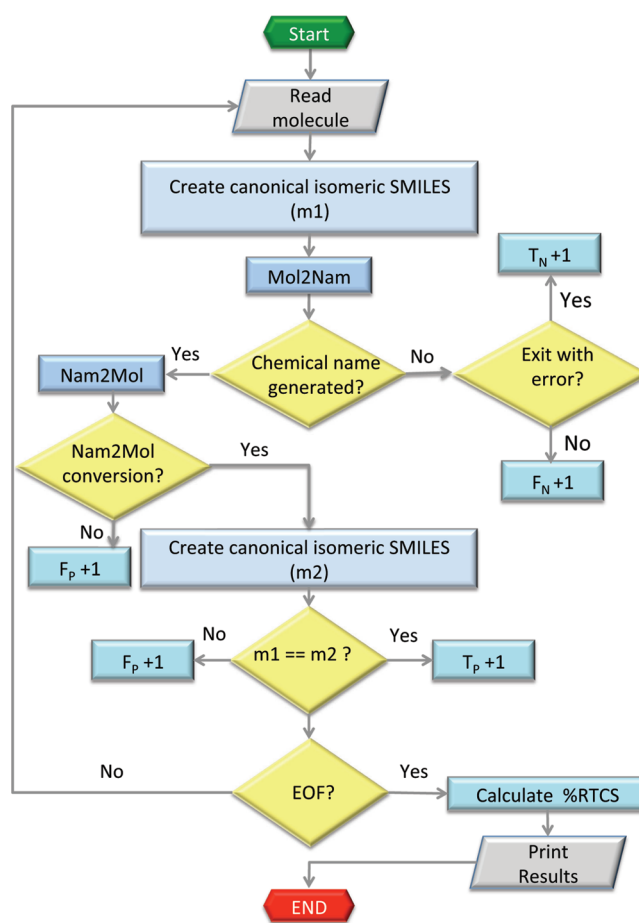 Start
Read
molecule
Create canonical isomeric SMILES
(m1)
Mol2Nam
T_N +1
Yes
Chemical name
generated?
Yes
No
Exit with
error?
Nam2Mol
No
F_N +1
Nam2Mol
conversion?
Yes
No
F_P +1
Create canonical isomeric SMILES
(m2)
No
F_P +1
m1 == m2 ?
Yes
T_P +1
No
EOF?
Yes
Calculate %RTCS
Print
Results
END